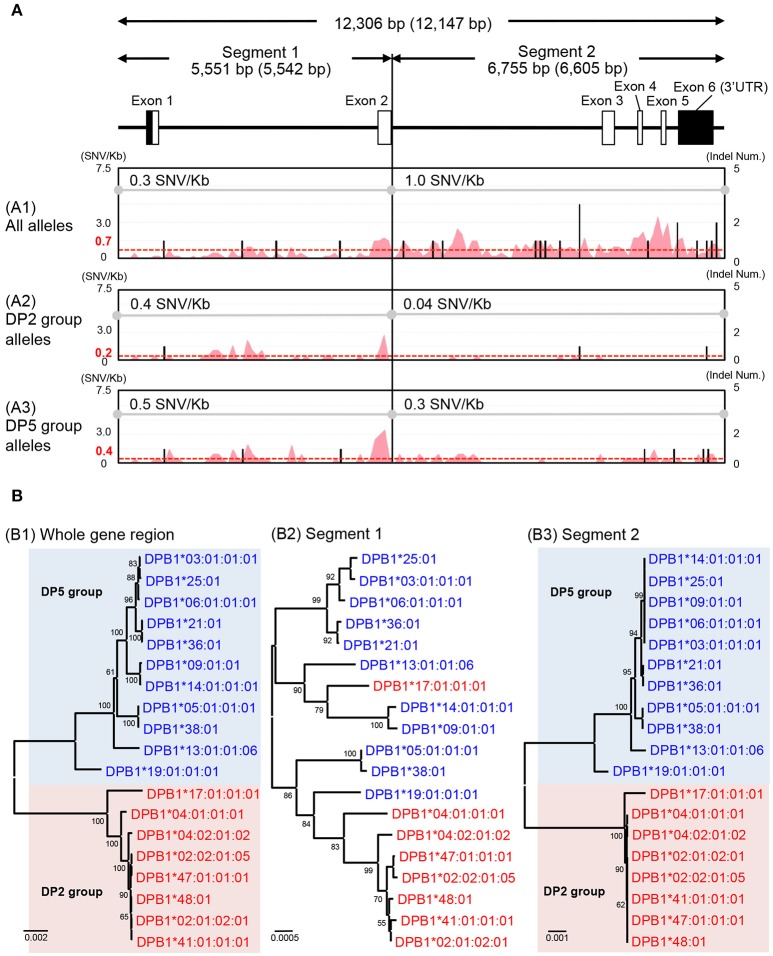 A
12,306 bp (12,147 bp)
Segment 1
5,551 bp (5,542 bp)
Segment 2
6,755 bp (6,605 bp)
Exon 1
Exon 2
Exon 3
Exon 4
Exon 5
Exon 6 (3'UTR)
(SNV/Kb)
(Indel Num.)
(A1)
All alleles
7.5
3.0
0.7
0
0.3 SNV/Kb
1.0 SNV/Kb
5
2
0
(SNV/Kb)
(Indel Num.)
(A2)
DP2 group
alleles
7.5
3.0
0.2
0
0.4 SNV/Kb
0.04 SNV/Kb
5
2
0
(SNV/Kb)
(Indel Num.)
(A3)
DP5 group
alleles
7.5
3.0
0.4
0
0.5 SNV/Kb
0.3 SNV/Kb
5
2
0
B
(B1) Whole gene region
DP5 group
DPB1*03:01:01:01
DPB1*25:01
DPB1*06:01:01:01
DPB1*21:01
DPB1*36:01
DPB1*09:01:01
DPB1*14:01:01:01
DPB1*05:01:01:01
DPB1*38:01
DPB1*13:01:01:06
DPB1*19:01:01:01
83
88
96
100
100
61
100
100
DP2 group
DPB1*17:01:01:01
DPB1*04:01:01:01
DPB1*04:02:01:02
DPB1*02:02:01:05
DPB1*47:01:01:01
DPB1*48:01
DPB1*02:01:02:01
DPB1*41:01:01:01
100
100
90
65
0.002
(B2) Segment 1
DPB1*25:01
DPB1*03:01:01:01
DPB1*06:01:01:01
DPB1*36:01
DPB1*21:01
DPB1*13:01:01:06
DPB1*17:01:01:01
DPB1*14:01:01:01
DPB1*09:01:01
DPB1*05:01:01:01
DPB1*38:01
DPB1*19:01:01:01
DPB1*04:01:01:01
DPB1*04:02:01:02
DPB1*47:01:01:01
DPB1*02:02:01:05
DPB1*48:01
DPB1*41:01:01:01
DPB1*02:01:02:01
92
99
92
90
79
100
100
86
84
83
99
70
55
0.0005
(B3) Segment 2
DP5 group
DPB1*14:01:01:01
DPB1*25:01
DPB1*09:01:01
DPB1*06:01:01:01
DPB1*03:01:01:01
DPB1*21:01
DPB1*36:01
DPB1*05:01:01:01
DPB1*38:01
DPB1*13:01:01:06
DPB1*19:01:01:01
99
94
95
100
DP2 group
DPB1*17:01:01:01
DPB1*04:01:01:01
DPB1*04:02:01:02
DPB1*02:01:02:01
DPB1*02:02:01:05
DPB1*41:01:01:01
DPB1*47:01:01:01
DPB1*48:01
100
90
62
0.001